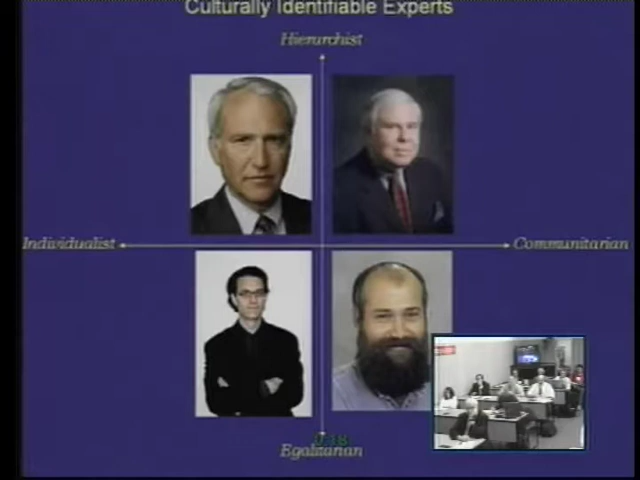 Culturally Identifiable Experts
Hierarchist
Individualist
Communitarian
Egalitarian